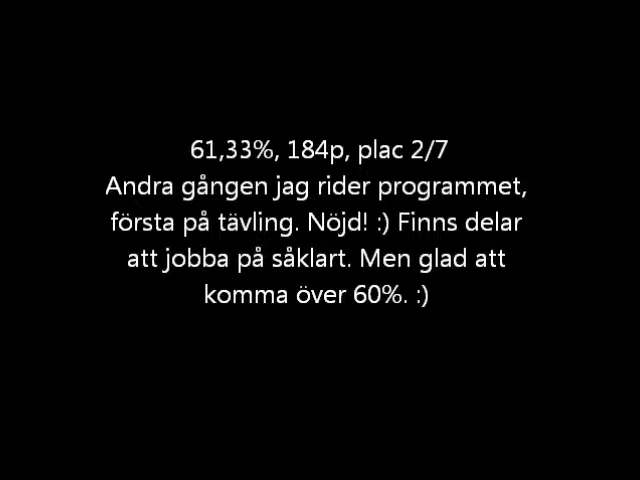 61,33%, 184p, plac 2/7
Andra gången jag rider programmet,
första på tävling. Nöjd! :) Finns delar
att jobba på såklart. Men glad att
komma över 60%. :)